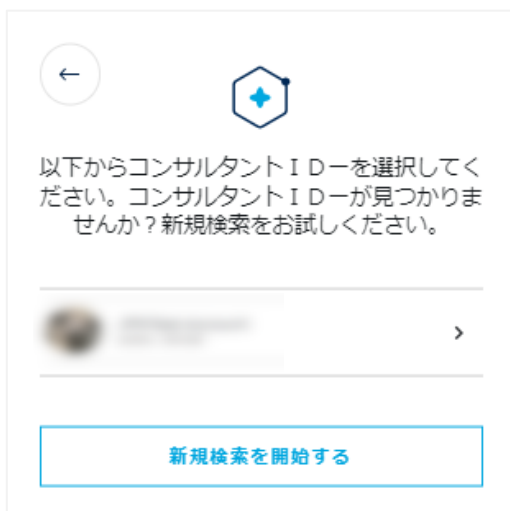 以下からコンサルタントＩＤーを選択してく
ださい。コンサルタントＩＤーが見つかりま
せんか？新規検索をお試しください。
新規検索を開始する